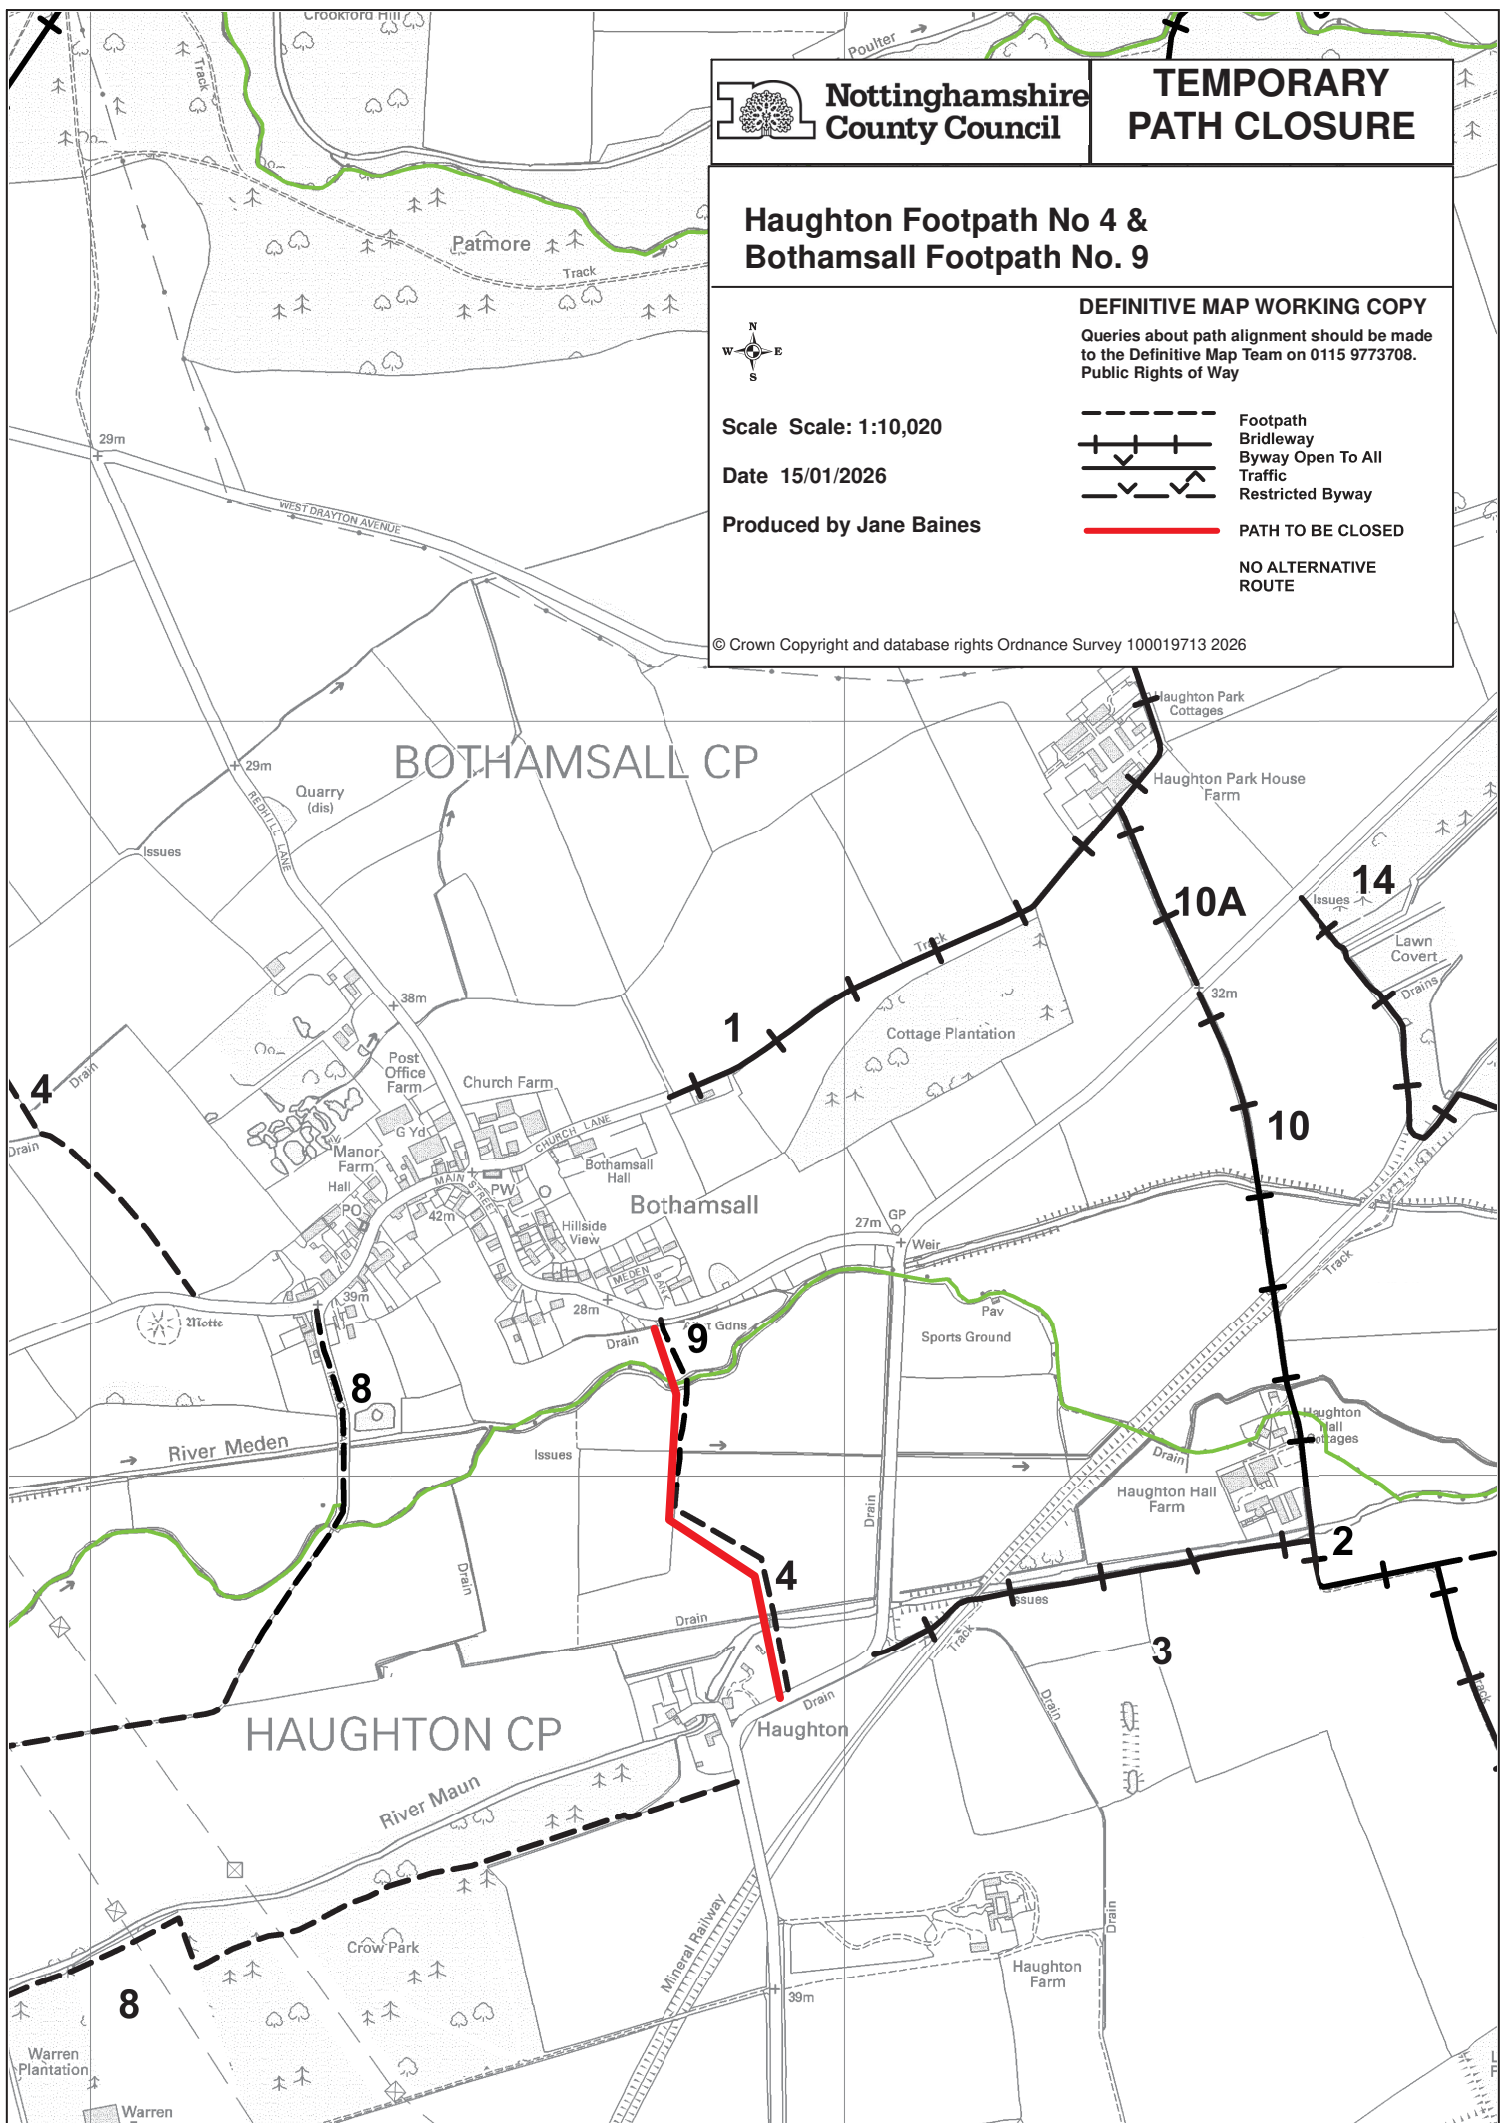 Crookford Hill
Poulter
Track
Nottinghamshire
County Council
TEMPORARY
PATH CLOSURE
Haughton Footpath No 4 &
Bothamsall Footpath No. 9
Patmore
Track
DEFINITIVE MAP WORKING COPY
Queries about path alignment should be made
to the Definitive Map Team on 0115 9773708.
Public Rights of Way
N
W E
S
Scale Scale: 1:10,020
Date 15/01/2026
Produced by Jane Baines
Footpath
Bridleway
Byway Open To All
Traffic
Restricted Byway
PATH TO BE CLOSED
NO ALTERNATIVE
ROUTE
© Crown Copyright and database rights Ordnance Survey 100019713 2026
29m
WEST DRAYTON AVENUE
Haughton Park
Cottages
BOTHAMSALL CP
29m
Haughton Park House
Farm
Quarry
(dis)
REDHILL LANE
Issues
14
10A
Issues
Track
Lawn
Covert
Drains
38m
32m
1
Cottage Plantation
Post
Office
Farm
Church Farm
4
Drain
G Yd
CHURCH LANE
10
Drain
Manor
Farm
Hall
MAIN STREET
PW
Bothamsall
Hall
Bothamsall
PO
42m
Hillside
View
27m
GP
Weir
Track
MEDEN BANK
39m
28m
Motte
Pav
Sports Ground
Drain
9
Gdns
8
River Meden
Issues
Haughton
Hall
Cottages
Drain
Haughton Hall
Farm
Drain
Drain
4
2
Issues
Drain
Track
3
Drain
Drain
Track
HAUGHTON CP
Haughton
River Maun
Mineral Railway
Drain
Crow Park
Haughton
Farm
8
39m
Warren
Plantation
Warren